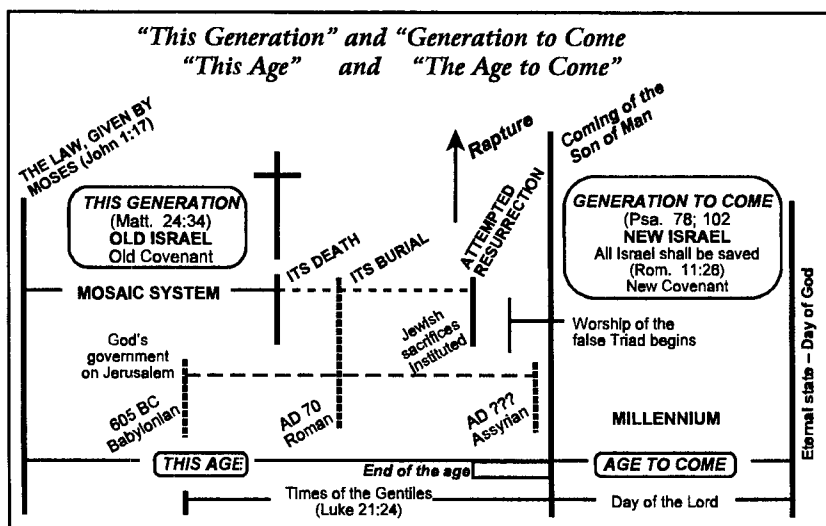 "This Generation" and "Generation to Come
"This Age" and "The Age to Come"
THE LAW, GIVEN BY
MOSES (John 1:17)
THIS GENERATION
(Matt. 24:34)
OLD ISRAEL
Old Covenant
MOSAIC SYSTEM
ITS DEATH
ITS BURIAL
Rapture
ATTEMPTED
RESURRECTION
Coming of the
Son of Man
GENERATION TO COME
(Psa. 78; 102
NEW ISRAEL
All Israel shall be saved
(Rom. 11:26)
New Covenant
God's
government
on Jerusalem
Jewish
sacrifices
Instituted
Worship of the
false Triad begins
605 BC
Babylonian
AD 70
Roman
AD ???
Assyrian
MILLENNIUM
Eternal state – Day of God
THIS AGE
End of the age
AGE TO COME
Times of the Gentiles
(Luke 21:24)
Day of the Lord